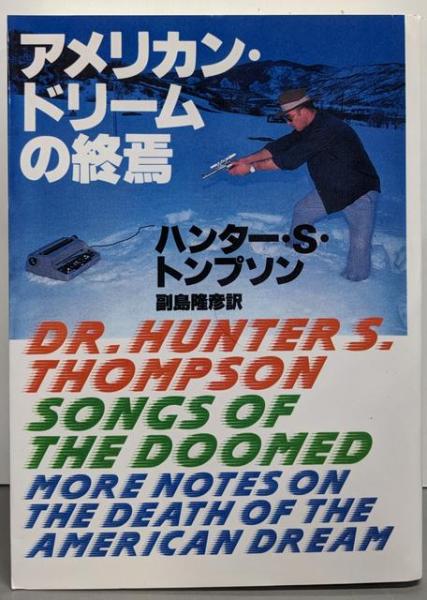 アメリカン・
ドリーム
の終焉
ハンター・S・
トンプソン
副島隆彦訳
DR. HUNTER S.
THOMPSON
SONGS OF
THE DOOMED
MORE NOTES ON
THE DEATH OF THE
AMERICAN DREAM